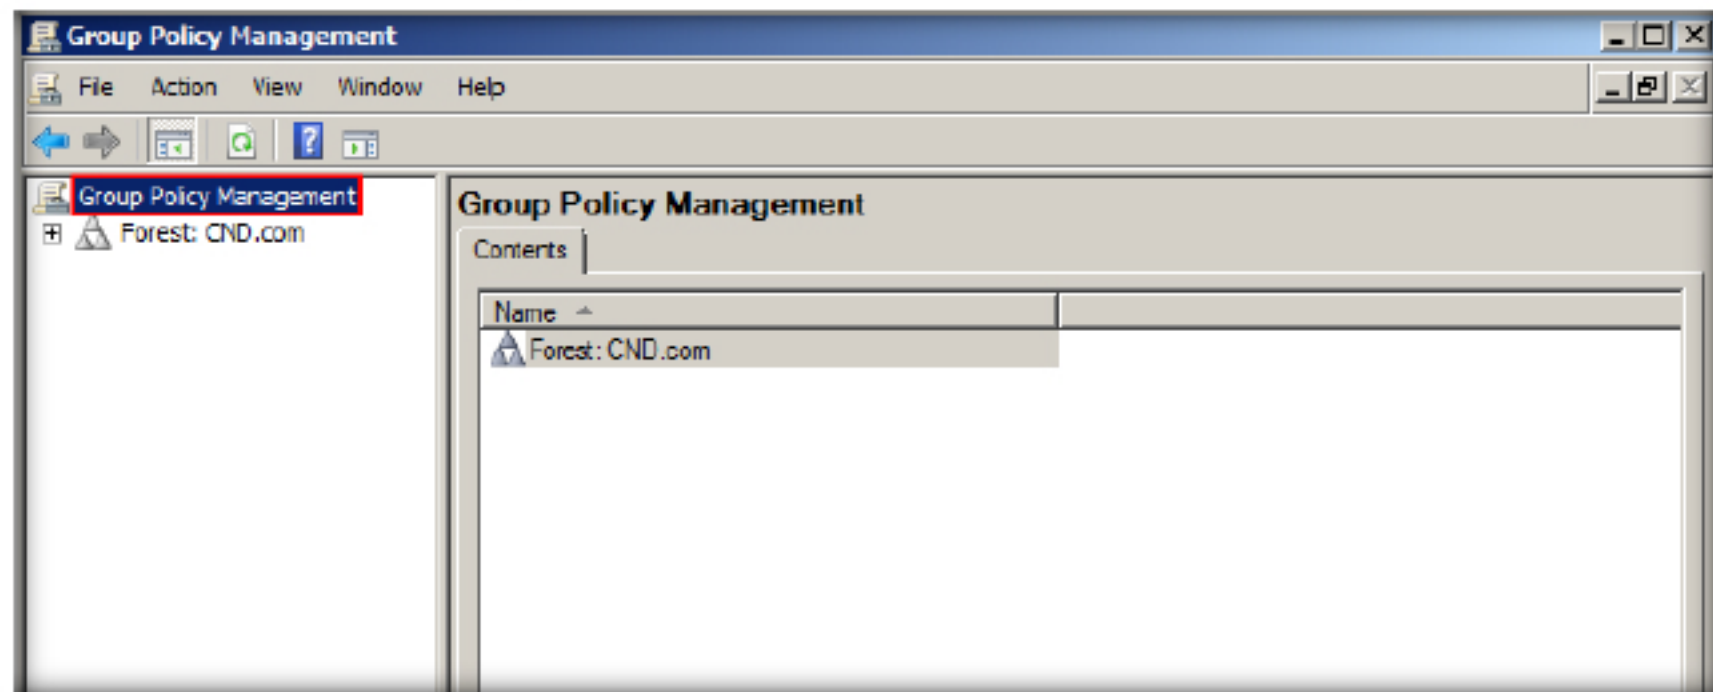 Group Policy Management
File Action View Window Help
Group Policy Management
Forest: CND.com
Group Policy Management
Contents
Name
Forest: CND.com